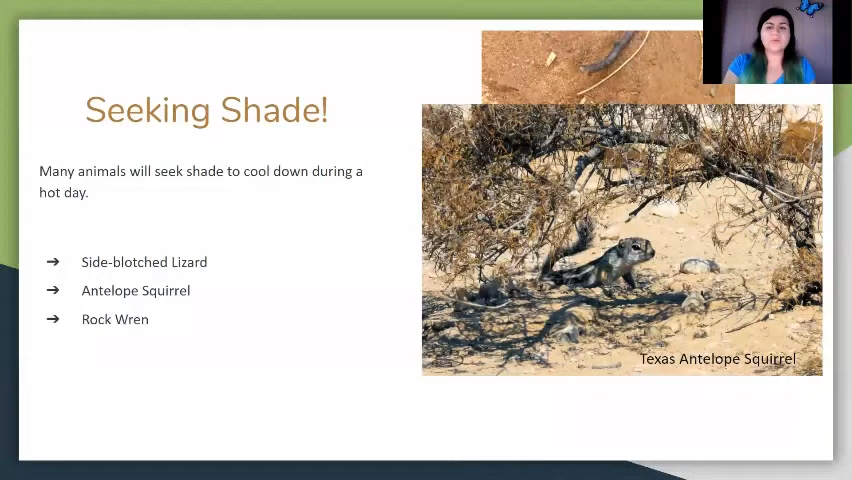 Seeking Shade!
Many animals will seek shade to cool down during a
hot day.
➔ Side-blotched Lizard
➔ Antelope Squirrel
➔ Rock Wren
Texas Antelope Squirrel